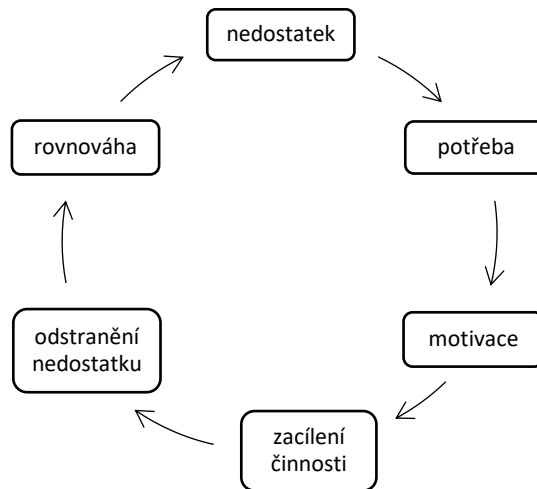 nedostatek
potřeba
motivace
zacílení
činnosti
odstranění
nedostatku
rovnováha